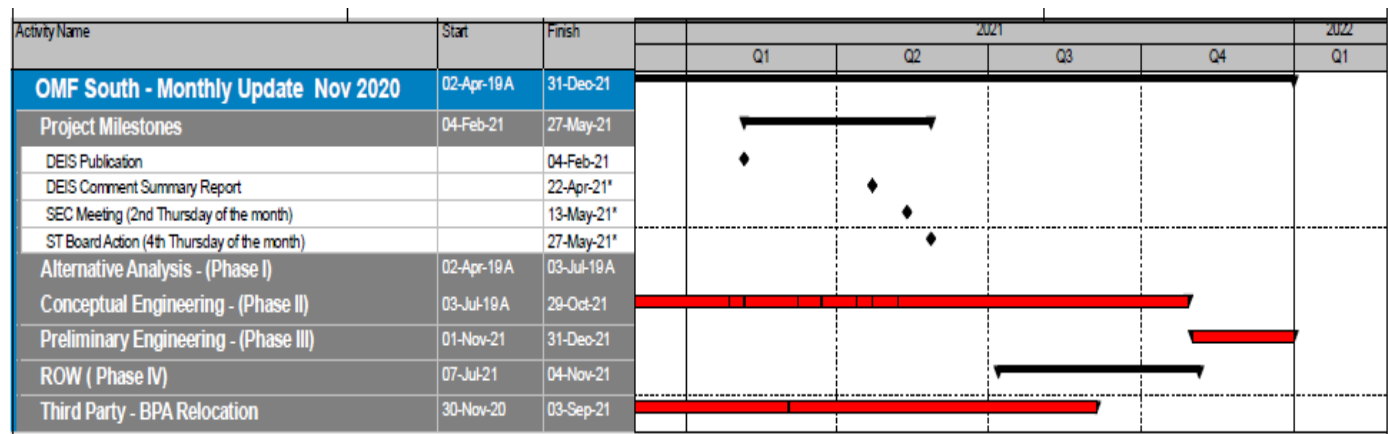 Activity Name Start Finish 2021 2022
Q1 Q2 Q3 Q4 Q1
OMF South - Monthly Update Nov 2020 02-Apr-19 A 31-Dec-21
Project Milestones 04-Feb-21 27-May-21
DEIS Publication 04-Feb-21
DEIS Comment Summary Report 22-Apr-21*
SEC Meeting (2nd Thursday of the month) 13-May-21*
ST Board Action (4th Thursday of the month) 27-May-21*
Alternative Analysis - (Phase I) 02-Apr-19 A 03-Jul-19 A
Conceptual Engineering - (Phase II) 03-Jul-19 A 29-Oct-21
Preliminary Engineering - (Phase III) 01-Nov-21 31-Dec-21
ROW ( Phase IV) 07-Jul-21 04-Nov-21
Third Party - BPA Relocation 30-Nov-20 03-Sep-21